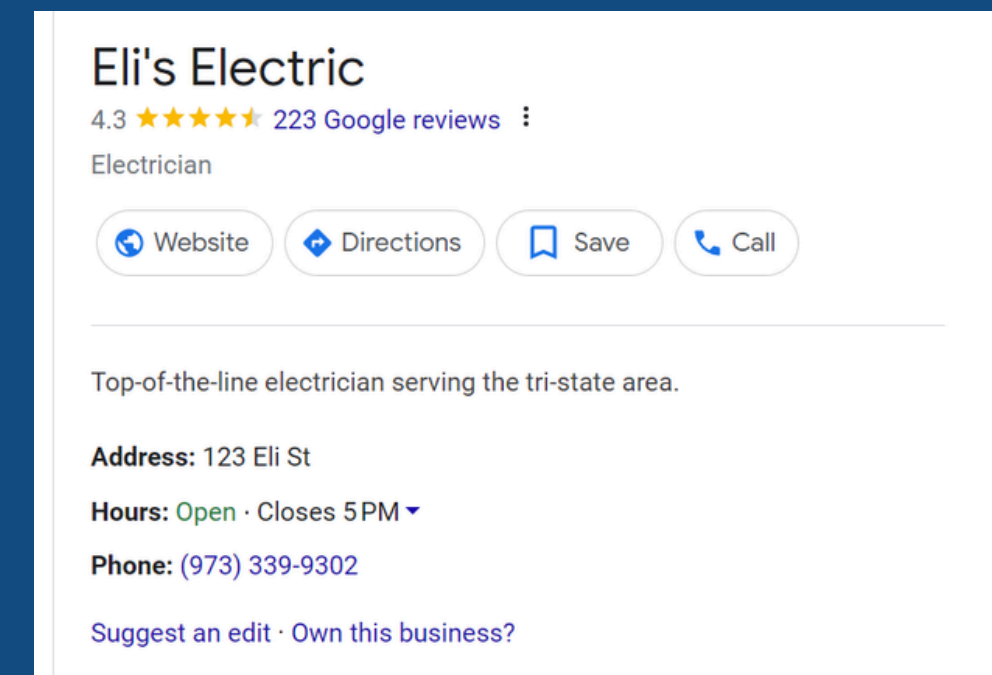 Eli's Electric
4.3 223 Google reviews
Electrician
Website Directions Save Call
Top-of-the-line electrician serving the tri-state area.
Address: 123 Eli St
Hours: Open · Closes 5 PM
Phone: (973) 339-9302
Suggest an edit · Own this business?